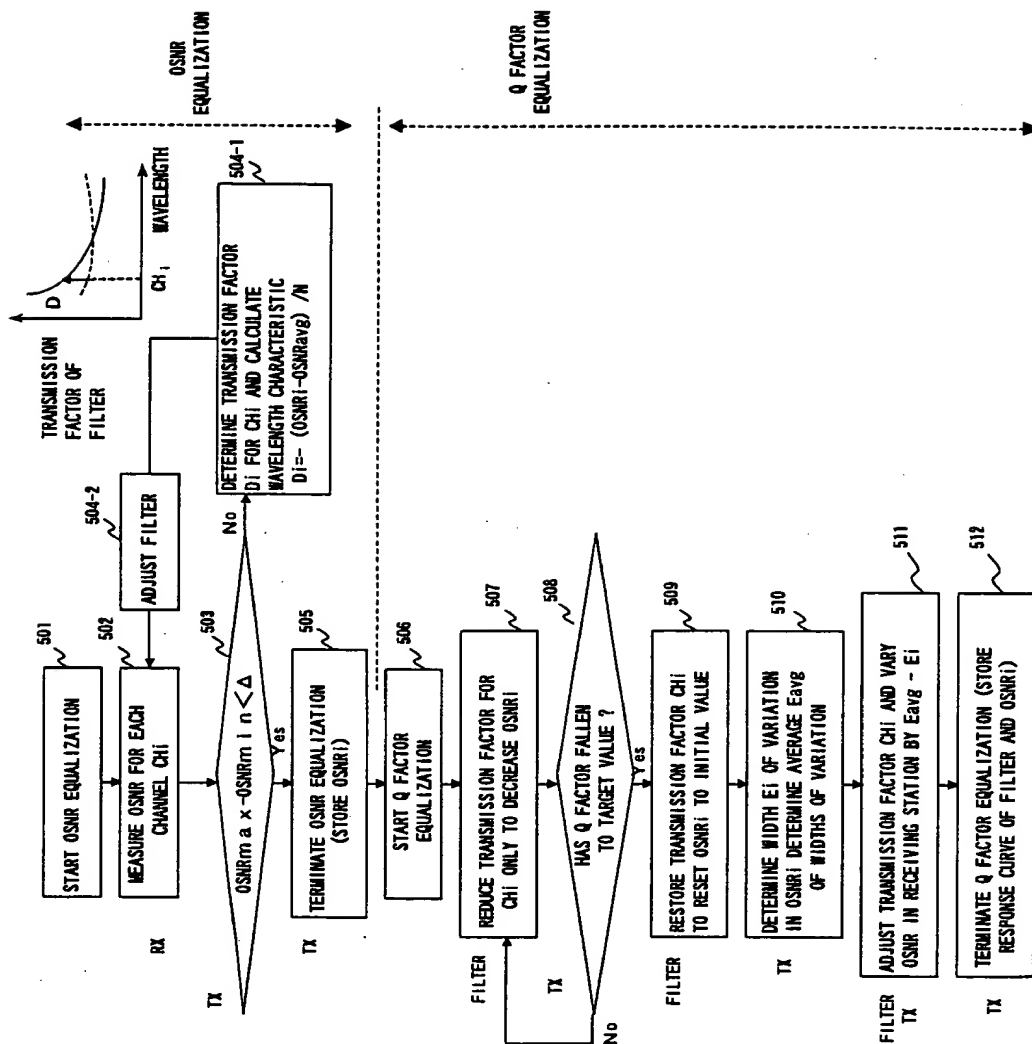 501
START OSNR EQUALIZATION
502
MEASURE OSNR FOR EACH
CHANNEL CHi
RX
504-2
ADJUST FILTER
TRANSMISSION
FACTOR OF
FILTER
D
CHi
WAVELENGTH
OSNR
EQUALIZATION
503
OSNRmax-OSNRmin<Δ
TX
No
Yes
504-1
DETERMINE TRANSMISSION FACTOR
Di FOR CHi AND CALCULATE
WAVELENGTH CHARACTERISTIC
Di=-(OSNRi-OSNRavg)/N
505
TERMINATE OSNR EQUALIZATION
(STORE OSNRi)
TX
506
START Q FACTOR
EQUALIZATION
Q FACTOR
EQUALIZATION
507
REDUCE TRANSMISSION FACTOR FOR
CHi ONLY TO DECREASE OSNRi
FILTER
508
HAS Q FACTOR FALLEN
TO TARGET VALUE ?
TX
No
Yes
509
RESTORE TRANSMISSION FACTOR CHi
TO RESET OSNRi TO INITIAL VALUE
FILTER
510
DETERMINE WIDTH Ei OF VARIATION
IN OSNRi DETERMINE AVERAGE Eavg
OF WIDTHS OF VARIATION
TX
511
ADJUST TRANSMISSION FACTOR CHi AND VARY
OSNR IN RECEIVING STATION BY Eavg - Ei
FILTER
TX
512
TERMINATE Q FACTOR EQUALIZATION (STORE
RESPONSE CURVE OF FILTER AND OSNRi)
TX